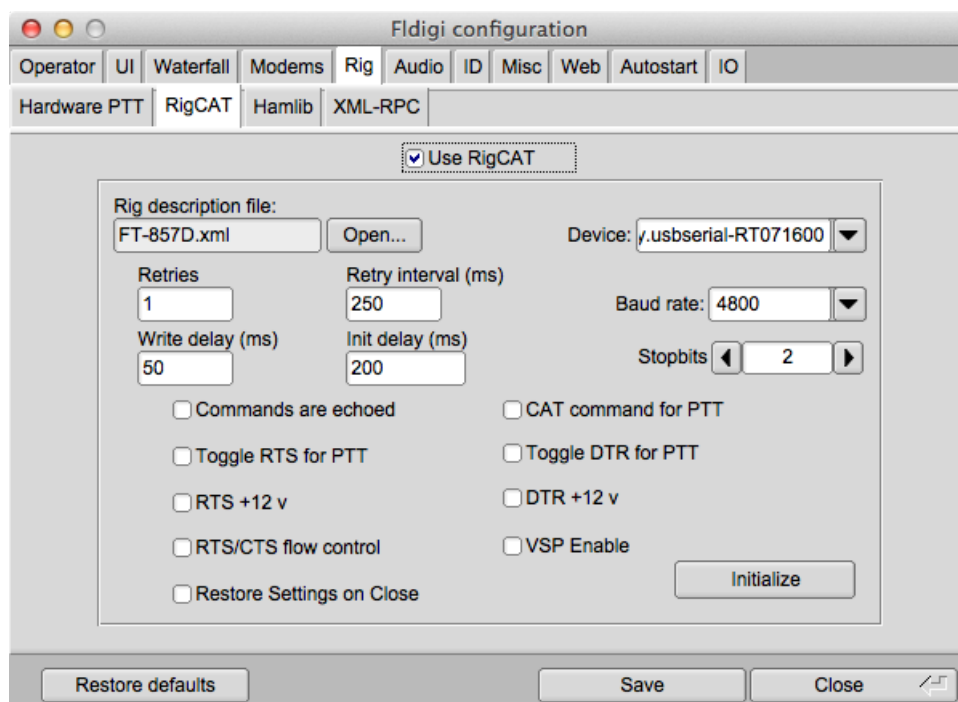 Fldigi configuration
Operator UI Waterfall Modems Rig Audio ID Misc Web Autostart IO
Hardware PTT RigCAT Hamlib XML-RPC
Use RigCAT
Rig description file:
FT-857D.xml Open... Device: y.usbserial-RT071600
Retries Retry interval (ms)
1 250 Baud rate: 4800
Write delay (ms) Init delay (ms)
50 200 Stopbits 2
Commands are echoed CAT command for PTT
Toggle RTS for PTT Toggle DTR for PTT
RTS +12 v DTR +12 v
RTS/CTS flow control VSP Enable
Restore Settings on Close Initialize
Restore defaults Save Close